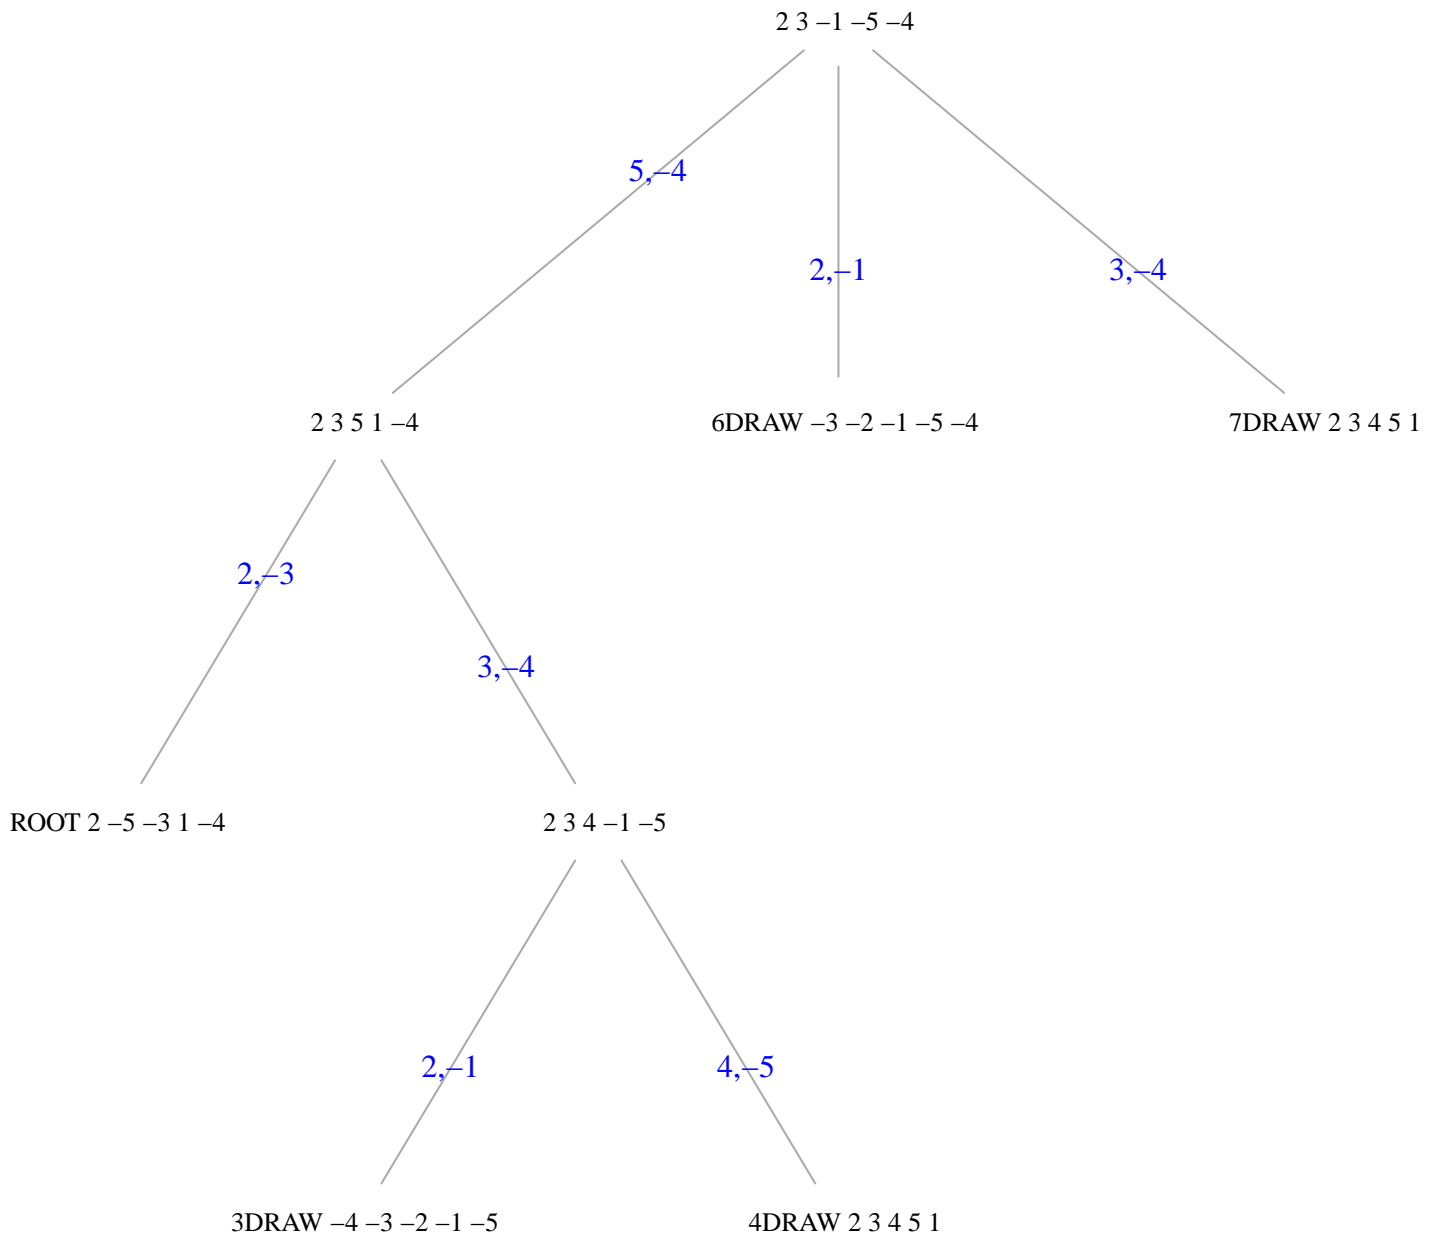 2 3 –1 –5 –4
5,–4
2,–1
3,–4
2 3 5 1 –4
6DRAW –3 –2 –1 –5 –4
7DRAW 2 3 4 5 1
2,–3
3,–4
ROOT 2 –5 –3 1 –4
2 3 4 –1 –5
2,–1
4,–5
3DRAW –4 –3 –2 –1 –5
4DRAW 2 3 4 5 1